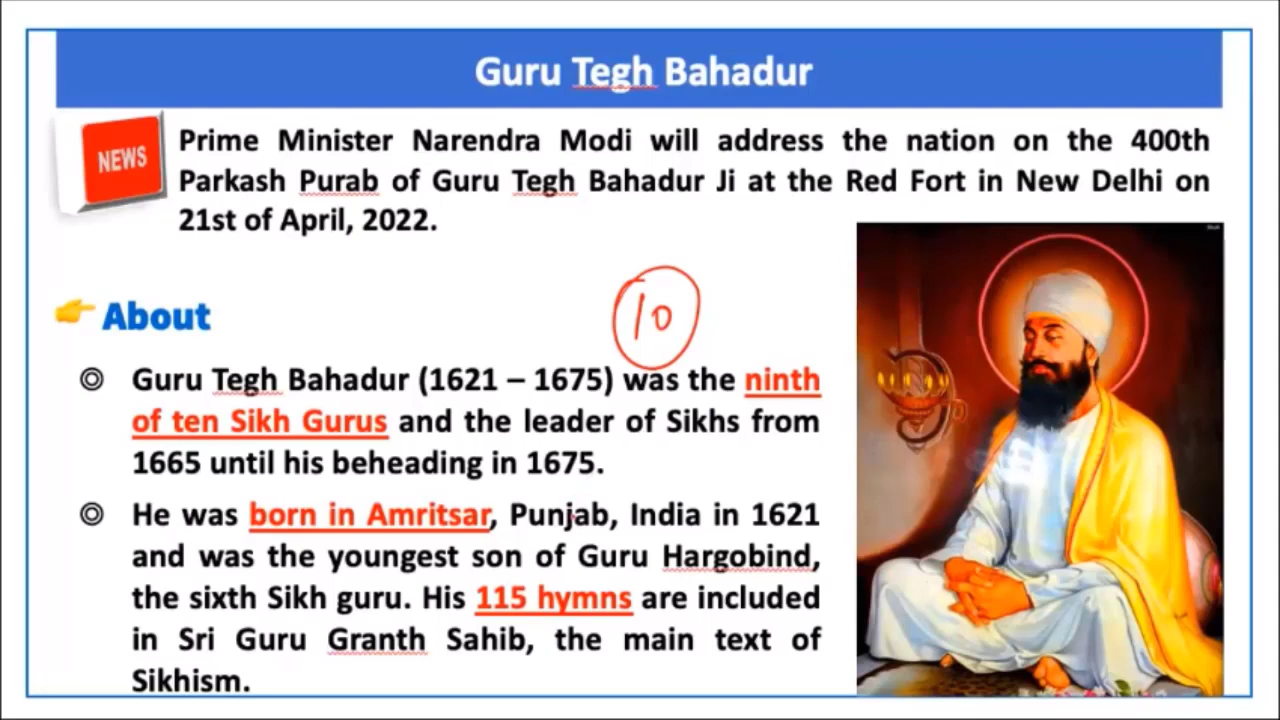 Guru Tegh Bahadur
NEWS
Prime Minister Narendra Modi will address the nation on the 400th
Parkash Purab of Guru Tegh Bahadur Ji at the Red Fort in New Delhi on
21st of April, 2022.
10
About
Guru Tegh Bahadur (1621 – 1675) was the ninth
of ten Sikh Gurus and the leader of Sikhs from
1665 until his beheading in 1675.
He was born in Amritsar, Punjab, India in 1621
and was the youngest son of Guru Hargobind,
the sixth Sikh guru. His 115 hymns are included
in Sri Guru Granth Sahib, the main text of
Sikhism.